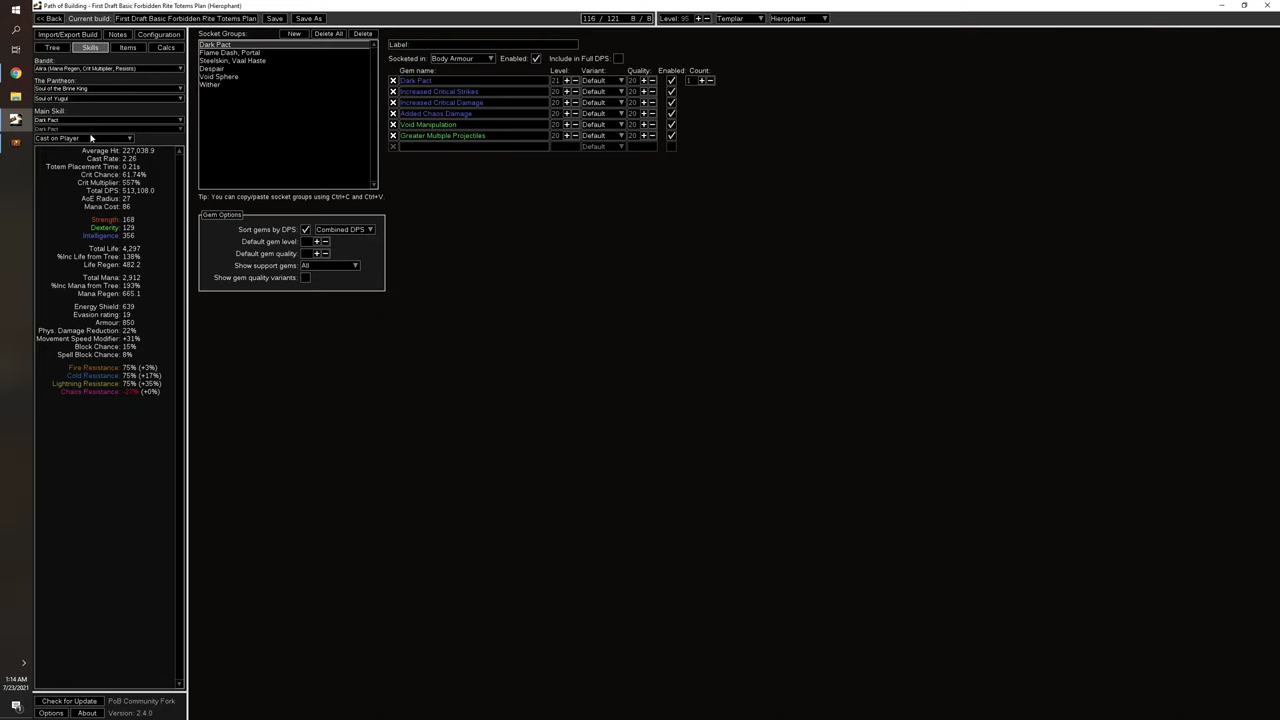 Path of Building - First Draft Basic Forbidden Rite Totems Plan (Hierophant)
<< Back Current build: First Draft Basic Forbidden Rite Totems Plan Save Save As 116 / 121 8 / 8 Level: 95 Templar Hierophant
Import/Export Build Notes Configuration
Tree Skills Items Calcs
Bandit:
Alira (Mana Regen, Crit Multiplier, Resists)
The Pantheon:
Soul of the Brine King
Soul of Yugul
Main Skill:
Dark Pact
Dark Pact
Cast on Player
Average Hit: 227,038.9
Cast Rate: 2.26
Totem Placement Time: 0.21s
Crit Chance: 61.74%
Crit Multiplier: 557%
Total DPS: 513,108.0
AoE Radius: 27
Mana Cost: 86
Strength: 168
Dexterity: 129
Intelligence: 356
Total Life: 4,297
%Inc Life from Tree: 138%
Life Regen: 482.2
Total Mana: 2,912
%Inc Mana from Tree: 193%
Mana Regen: 665.1
Energy Shield: 639
Evasion rating: 19
Armour: 850
Phys. Damage Reduction: 22%
Movement Speed Modifier: +31%
Block Chance: 15%
Spell Block Chance: 8%
Fire Resistance: 75% (+3%)
Cold Resistance: 75% (+17%)
Lightning Resistance: 75% (+35%)
Chaos Resistance: -27% (+0%)
Check for Update PoB Community Fork
Options About Version: 2.4.0
Socket Groups: New Delete All Delete
Dark Pact
Flame Dash, Portal
Steelskin, Vaal Haste
Despair
Void Sphere
Wither
Tip: You can copy/paste socket groups using Ctrl+C and Ctrl+V.
Gem Options
Sort gems by DPS: Combined DPS
Default gem level:
Default gem quality:
Show support gems: All
Show gem quality variants:
Label:
Socketed in: Body Armour Enabled: Include in Full DPS:
Gem name: Level: Variant: Quality: Enabled: Count:
Dark Pact 21 Default 20 1
Increased Critical Strikes 20 Default 20
Increased Critical Damage 20 Default 20
Added Chaos Damage 20 Default 20
Void Manipulation 20 Default 20
Greater Multiple Projectiles 20 Default 20
Default
1:14 AM
7/23/2021